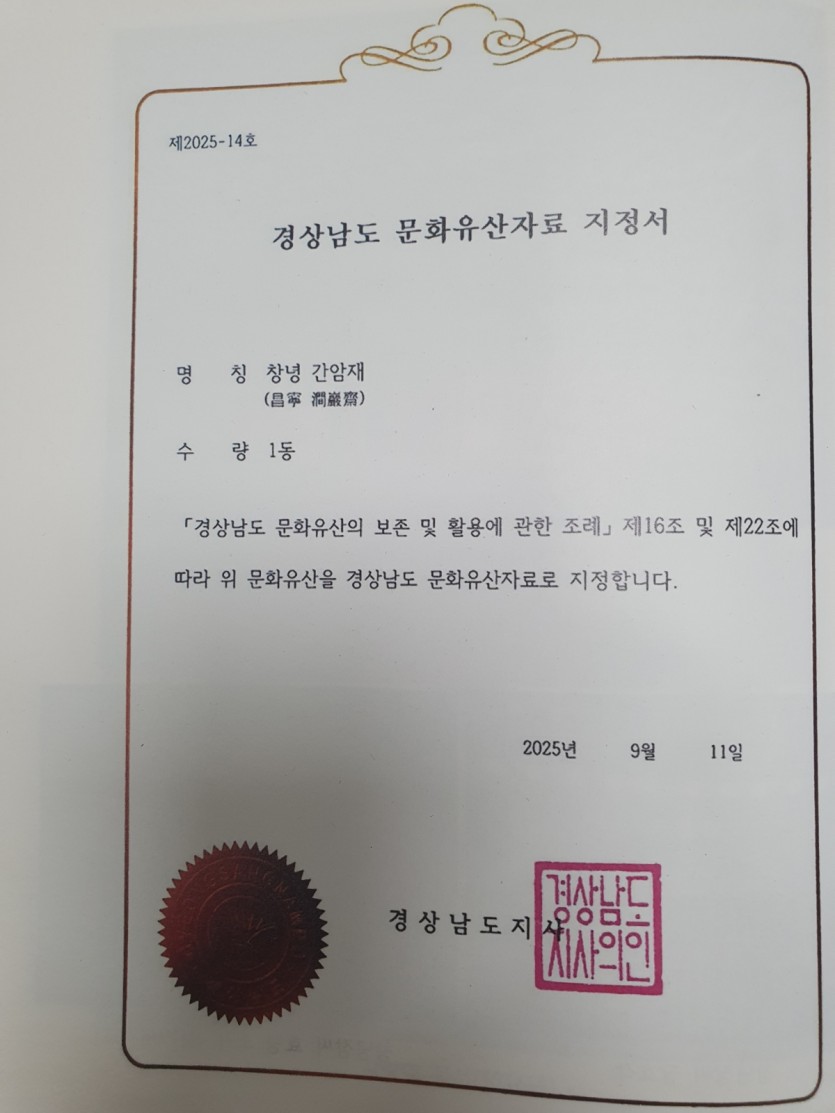 제2025-14호
경상남도 문화유산자료 지정서
명 칭 창녕 간암재
(昌寧 澗巖齋)
수 량 1동
「경상남도 문화유산의 보존 및 활용에 관한 조례」 제16조 및 제22조에
따라 위 문화유산을 경상남도 문화유산자료로 지정합니다.
2025년 9월 11일
경상남도지사
경상남도
지사의인